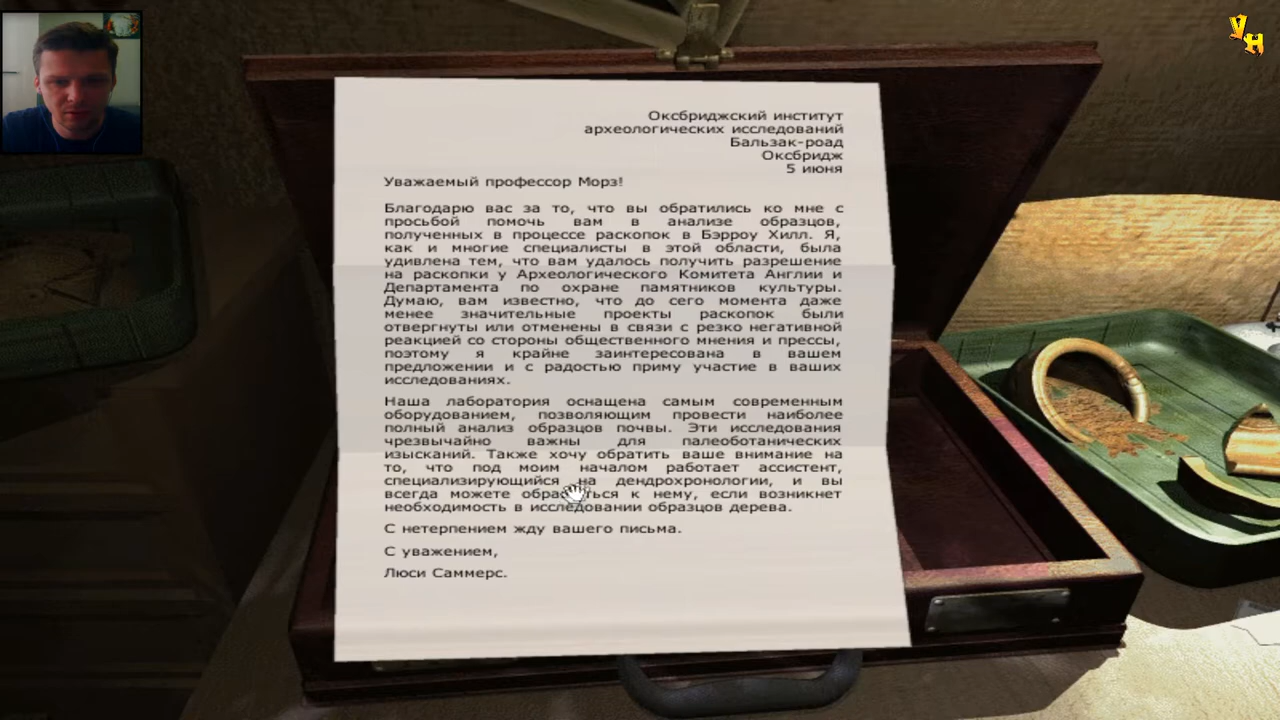 Оксбриджский институт
археологических исследований
Бальзак-роад
Оксбридж
5 июня
Уважаемый профессор Морз!
Благодарю вас за то, что вы обратились ко мне с
просьбой помочь вам в анализе образцов,
полученных в процессе раскопок в Бэрроу Хилл. Я,
как и многие специалисты в этой области, была
удивлена тем, что вам удалось получить разрешение
на раскопки у Археологического Комитета Англии и
Департамента по охране памятников культуры.
Думаю, вам известно, что до сего момента даже
менее значительные проекты раскопок были
отвергнуты или отменены в связи с резко негативной
реакцией со стороны общественного мнения и прессы,
поэтому я крайне заинтересована в вашем
предложении и с радостью приму участие в ваших
исследованиях.
Наша лаборатория оснащена самым современным
оборудованием, позволяющим провести наиболее
полный анализ образцов почвы. Эти исследования
чрезвычайно важны для палеоботанических
изысканий. Также хочу обратить ваше внимание на
то, что под моим началом работает ассистент,
специализирующийся на дендрохронологии, и вы
всегда можете обратиться к нему, если возникнет
необходимость в исследовании образцов дерева.
С нетерпением жду вашего письма.
С уважением,
Люси Саммерс.
УН